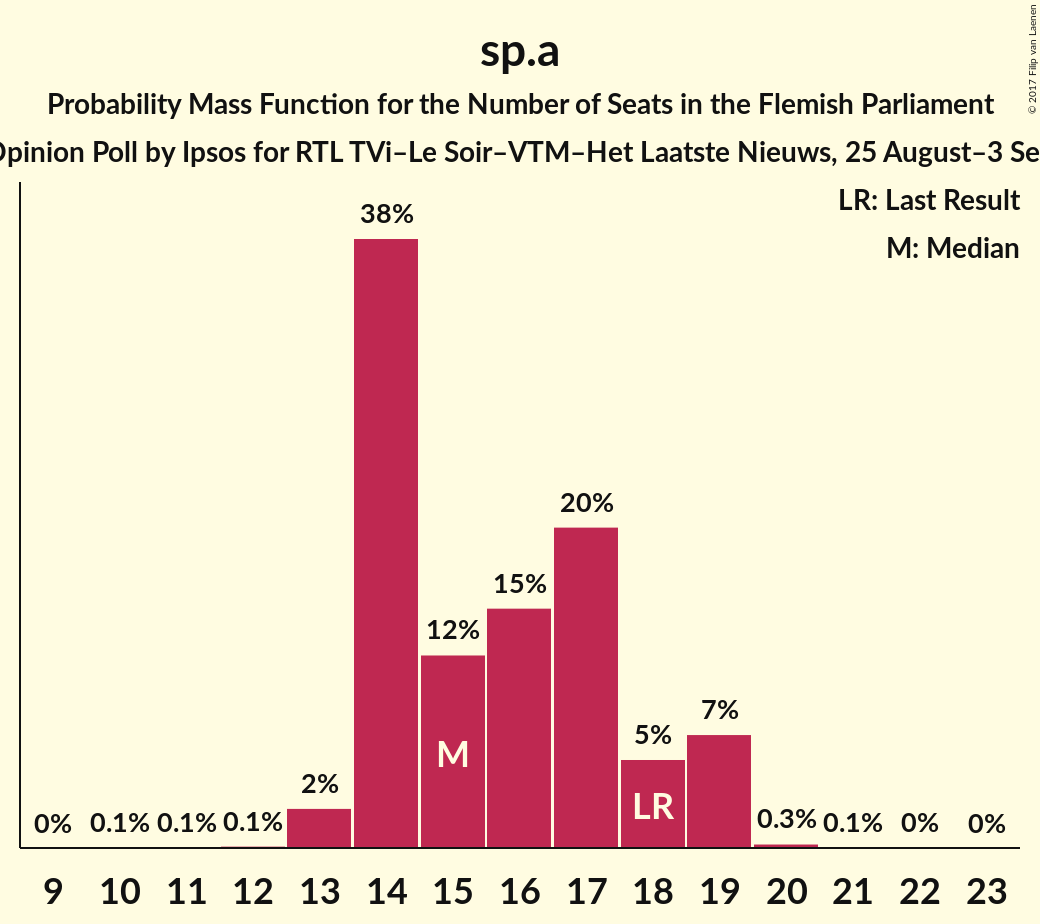 sp.a
Probability Mass Function for the Number of Seats in the Flemish Parliament
Opinion Poll by Ipsos for RTL TVi–Le Soir–VTM–Het Laatste Nieuws, 25 August–3 Se
LR: Last Result
M: Median
0% 0.1% 0.1% 0.1% 2% 38% 12% 15% 20% 5% 7% 0.3% 0.1% 0% 0%
M
LR
9 10 11 12 13 14 15 16 17 18 19 20 21 22 23
© 2017 Filip van Laenen